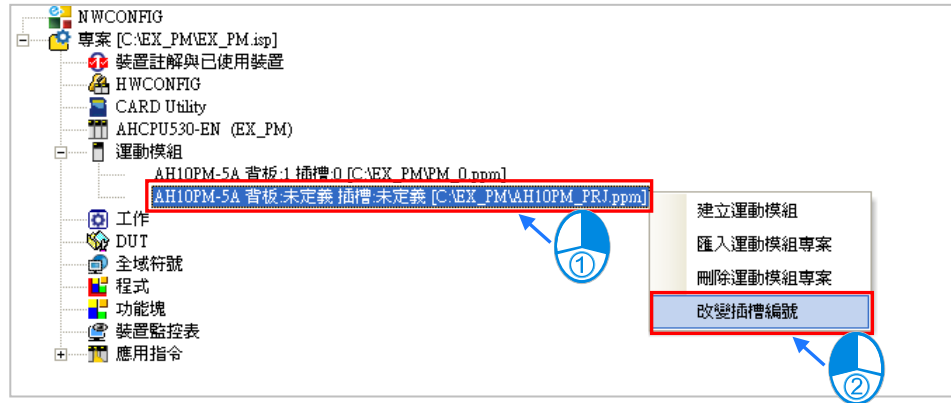 NWCONFIG
專案 [C:\EX_PM\EX_PM.isp]
裝置註解與已使用裝置
HWCONFIG
CARD Utility
AHCPU530-EN (EX_PM)
運動模組
AH10PM-5A 背板:1 插槽:0 [C:\EX_PM\PM_0.ppm]
AH10PM-5A 背板:未定義 插槽:未定義 [C:\EX_PM\AH10PM_PRJ.ppm]
工作
DUT
全域符號
程式
功能塊
裝置監控表
應用指令
建立運動模組
匯入運動模組專案
刪除運動模組專案
改變插槽編號
1
2